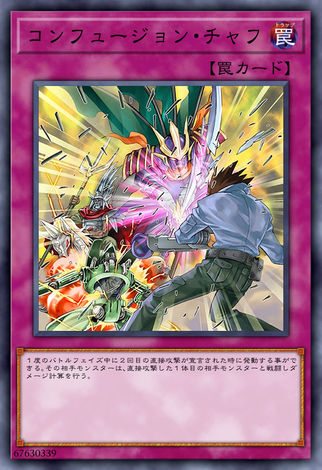 コンフュージョン・チャフ
トラップ
罠
【罠カード】
1度のバトルフェイズ中に2回目の直接攻撃が宣言された時に発動する事がで
きる。その相手モンスターは、直接攻撃した1体目の相手モンスターと戦闘しダ
メージ計算を行う。
67630339